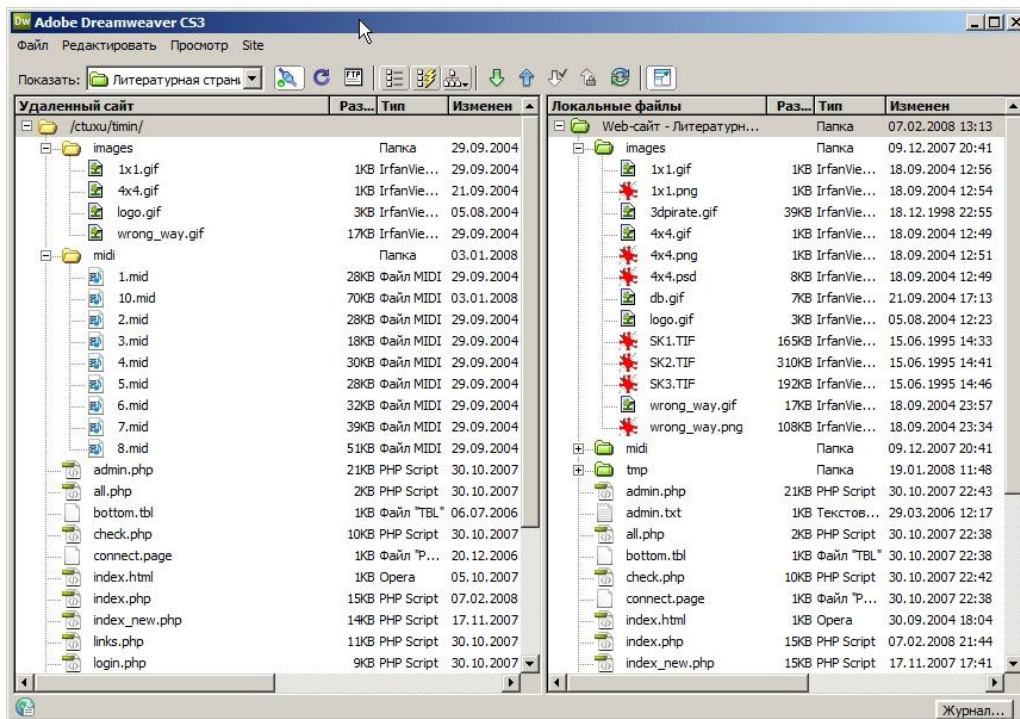 Dw Adobe Dreamweaver CS3
Файл Редактировать Просмотр Site
Показать: Литературная страни FTP
Удаленный сайт Раз... Тип Изменен
/ctuxu/timin/
images Папка 29.09.2004
1x1.gif 1KB IrfanVie... 29.09.2004
4x4.gif 1KB IrfanVie... 21.09.2004
logo.gif 3KB IrfanVie... 05.08.2004
wrong_way.gif 17KB IrfanVie... 29.09.2004
midi Папка 03.01.2008
1.mid 28KB Файл MIDI 29.09.2004
10.mid 70KB Файл MIDI 03.01.2008
2.mid 28KB Файл MIDI 29.09.2004
3.mid 18KB Файл MIDI 29.09.2004
4.mid 30KB Файл MIDI 29.09.2004
5.mid 28KB Файл MIDI 29.09.2004
6.mid 32KB Файл MIDI 29.09.2004
7.mid 39KB Файл MIDI 29.09.2004
8.mid 51KB Файл MIDI 29.09.2004
admin.php 21KB PHP Script 30.10.2007
all.php 2KB PHP Script 30.10.2007
bottom.tbl 1KB Файл "TBL" 06.07.2006
check.php 10KB PHP Script 30.10.2007
connect.page 1KB Файл "P... 20.12.2006
index.html 1KB Opera 05.10.2007
index.php 15KB PHP Script 07.02.2008
index_new.php 14KB PHP Script 17.11.2007
links.php 11KB PHP Script 30.10.2007
login.php 9KB PHP Script 30.10.2007
Локальные файлы Раз... Тип Изменен
Web-сайт - Литературн... Папка 07.02.2008 13:13
images Папка 09.12.2007 20:41
1x1.gif 1KB IrfanVie... 18.09.2004 12:56
1x1.png 1KB IrfanVie... 18.09.2004 12:54
3dpirate.gif 39KB IrfanVie... 18.12.1998 22:55
4x4.gif 1KB IrfanVie... 18.09.2004 12:49
4x4.png 1KB IrfanVie... 18.09.2004 12:51
4x4.psd 8KB IrfanVie... 18.09.2004 12:49
db.gif 7KB IrfanVie... 21.09.2004 17:13
logo.gif 3KB IrfanVie... 05.08.2004 12:23
SK1.TIF 165KB IrfanVie... 15.06.1995 14:33
SK2.TIF 310KB IrfanVie... 15.06.1995 14:41
SK3.TIF 192KB IrfanVie... 15.06.1995 14:46
wrong_way.gif 17KB IrfanVie... 18.09.2004 23:57
wrong_way.png 108KB IrfanVie... 18.09.2004 23:34
midi Папка 09.12.2007 20:41
tmp Папка 19.01.2008 11:48
admin.php 21KB PHP Script 30.10.2007 22:43
admin.txt 1KB Текстов... 29.03.2006 12:17
all.php 2KB PHP Script 30.10.2007 22:38
bottom.tbl 1KB Файл "TBL" 30.10.2007 22:38
check.php 10KB PHP Script 30.10.2007 22:42
connect.page 1KB Файл "P... 30.10.2007 22:38
index.html 1KB Opera 30.09.2004 18:04
index.php 15KB PHP Script 07.02.2008 21:44
index_new.php 15KB PHP Script 17.11.2007 17:41
Журнал...